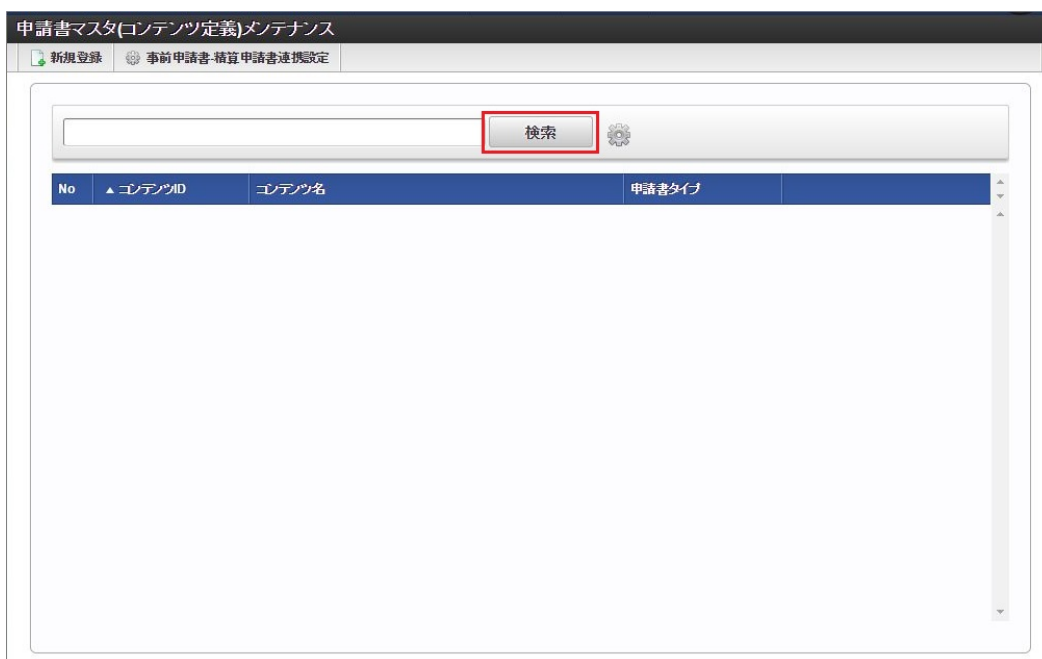 申請書マスタ(コンテンツ定義)メンテナンス
新規登録 事前申請書-精算申請書連携設定
検索
No ▲コンテンツID コンテンツ名 申請書タイプ